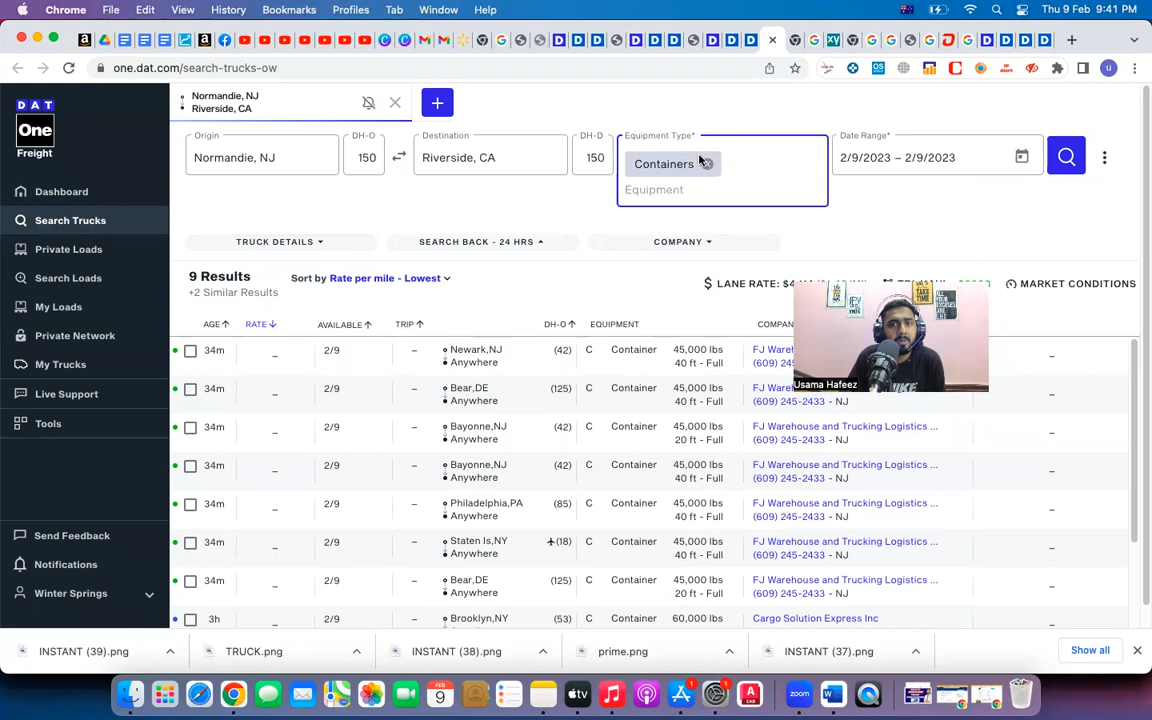 Chrome File Edit View History Bookmarks Profiles Tab Window Help Thu 9 Feb 9:41 PM
one.dat.com/search-trucks-ow
DAT
One
Freight
Dashboard
Search Trucks
Private Loads
Search Loads
My Loads
Private Network
My Trucks
Live Support
Tools
Send Feedback
Notifications
Winter Springs
Normandie, NJ
Riverside, CA
+
Origin DH-O Destination DH-D Equipment Type* Date Range*
Normandie, NJ 150 Riverside, CA 150 Containers 2/9/2023 – 2/9/2023
Equipment
TRUCK DETAILS SEARCH BACK - 24 HRS COMPANY
9 Results Sort by Rate per mile - Lowest $ LANE RATE: MARKET CONDITIONS
+2 Similar Results
AGE RATE AVAILABLE TRIP DH-O EQUIPMENT
34m – 2/9 – Newark,NJ (42) C Container 45,000 lbs FJ
Anywhere 40 ft - Full
34m – 2/9 – Bear,DE (125) C Container 45,000 lbs FJ
Anywhere 40 ft - Full (609) 245-2433 - NJ
34m – 2/9 – Bayonne,NJ (42) C Container 45,000 lbs FJ Warehouse and Trucking Logistics ... –
Anywhere 20 ft - Full (609) 245-2433 - NJ
34m – 2/9 – Bayonne,NJ (42) C Container 45,000 lbs FJ Warehouse and Trucking Logistics ... –
Anywhere 40 ft - Full (609) 245-2433 - NJ
34m – 2/9 – Philadelphia,PA (85) C Container 45,000 lbs FJ Warehouse and Trucking Logistics ... –
Anywhere 40 ft - Full (609) 245-2433 - NJ
34m – 2/9 – Staten Is,NY (18) C Container 45,000 lbs FJ Warehouse and Trucking Logistics ... –
Anywhere 40 ft - Full (609) 245-2433 - NJ
34m – 2/9 – Bear,DE (125) C Container 45,000 lbs FJ Warehouse and Trucking Logistics ... –
Anywhere 20 ft - Full (609) 245-2433 - NJ
3h – 2/9 – Brooklyn,NY (53) C Container 60,000 lbs Cargo Solution Express Inc –
TAKE
TIME
Usama Hafeez
INSTANT (39).png TRUCK.png INSTANT (38).png prime.png INSTANT (37).png Show all
FEB
9
tv
zoom